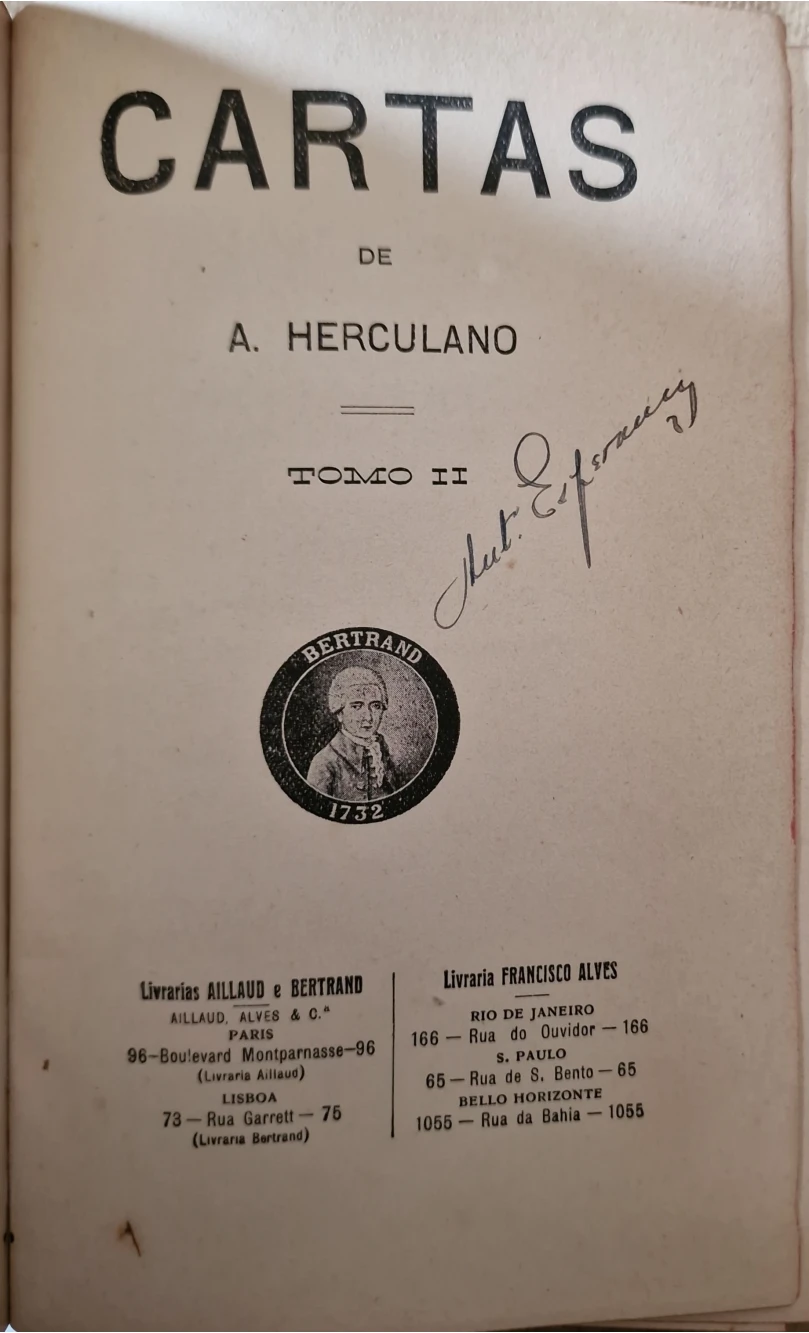 CARTAS
DE
A. HERCULANO
TOMO II
Ant. Esperança
BERTRAND
1732
Livrarias AILLAUD e BERTRAND
AILLAUD, ALVES & C.ª
PARIS
96—Boulevard Montparnasse—96
(Livraria Aillaud)
LISBOA
73 — Rua Garrett — 75
(Livraria Bertrand)
Livraria FRANCISCO ALVES
RIO DE JANEIRO
166 — Rua do Ouvidor — 166
S. PAULO
65 — Rua de S. Bento — 65
BELLO HORIZONTE
1055 — Rua da Bahia — 1055